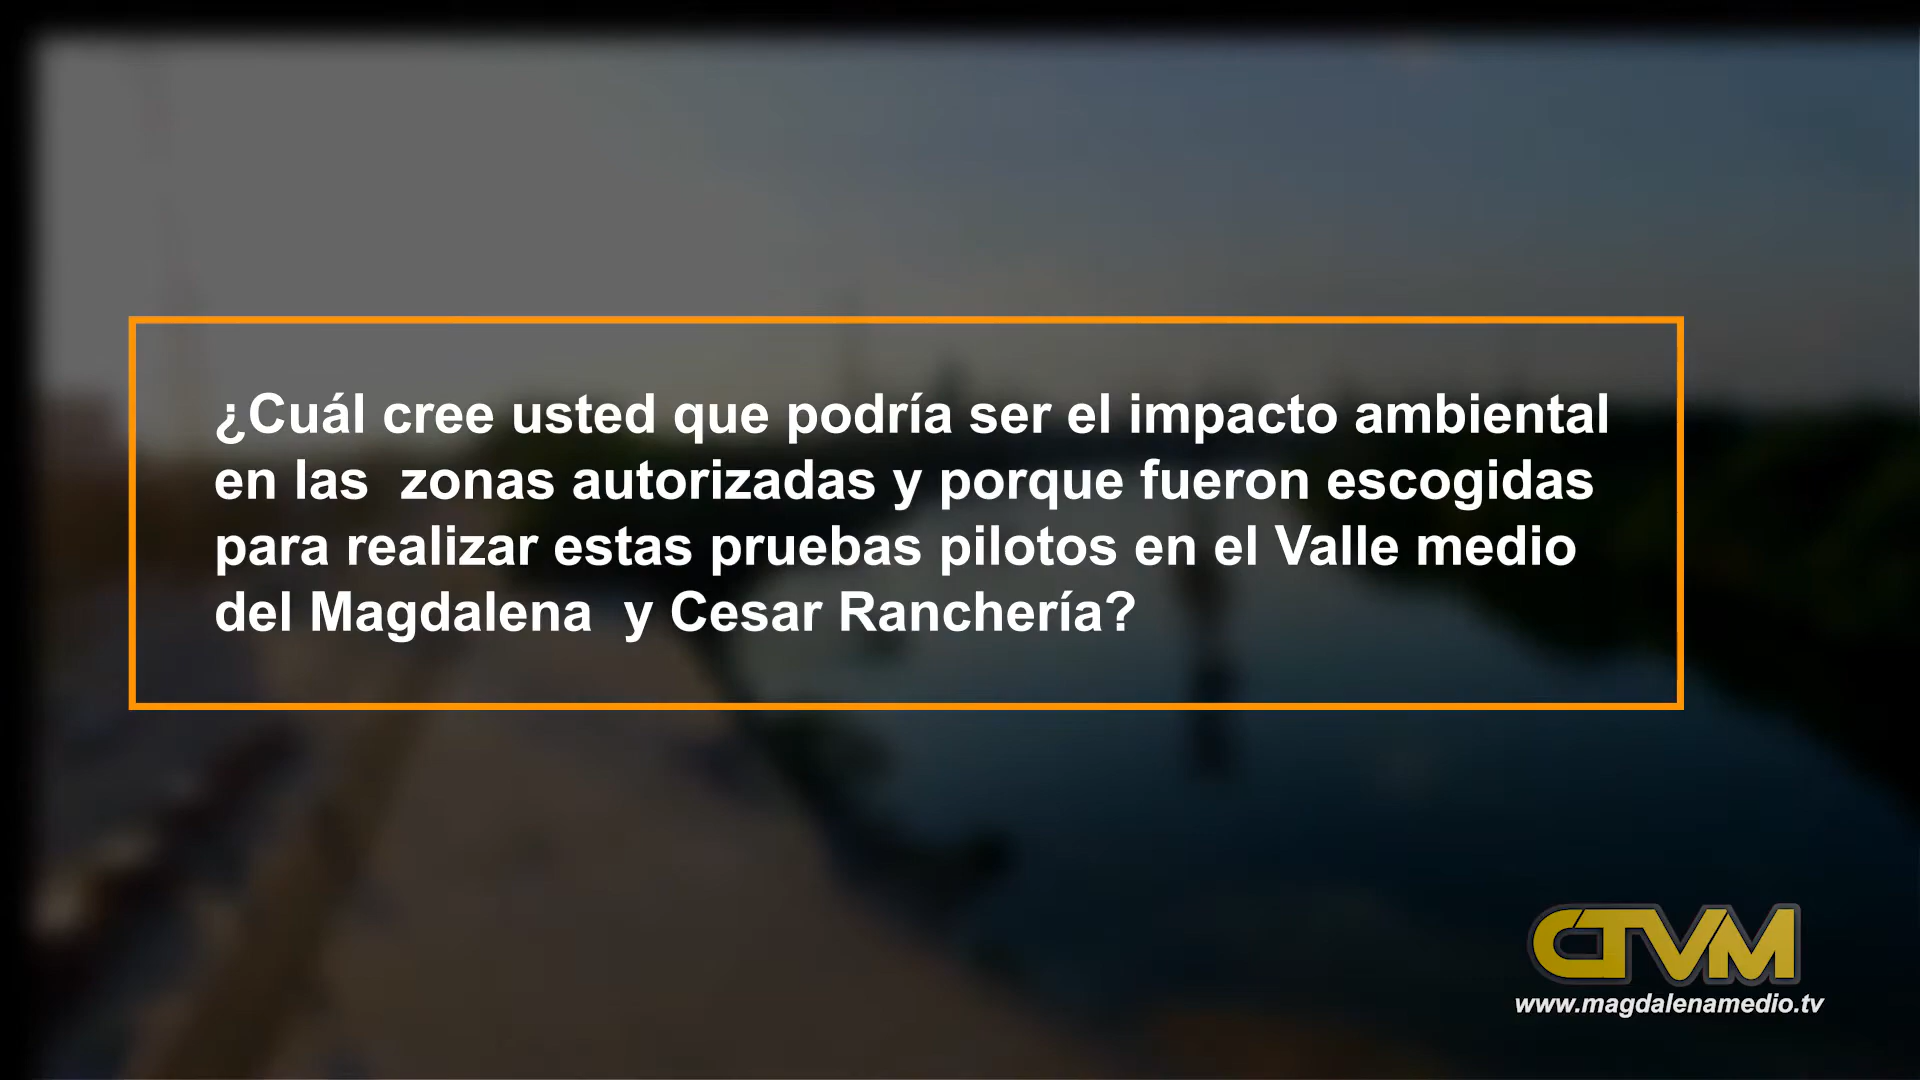 ¿Cuál cree usted que podría ser el impacto ambiental
en las  zonas autorizadas y porque fueron escogidas
para realizar estas pruebas pilotos en el Valle medio
del Magdalena  y Cesar Ranchería?
CTVM
www.magdalenamedio.tv